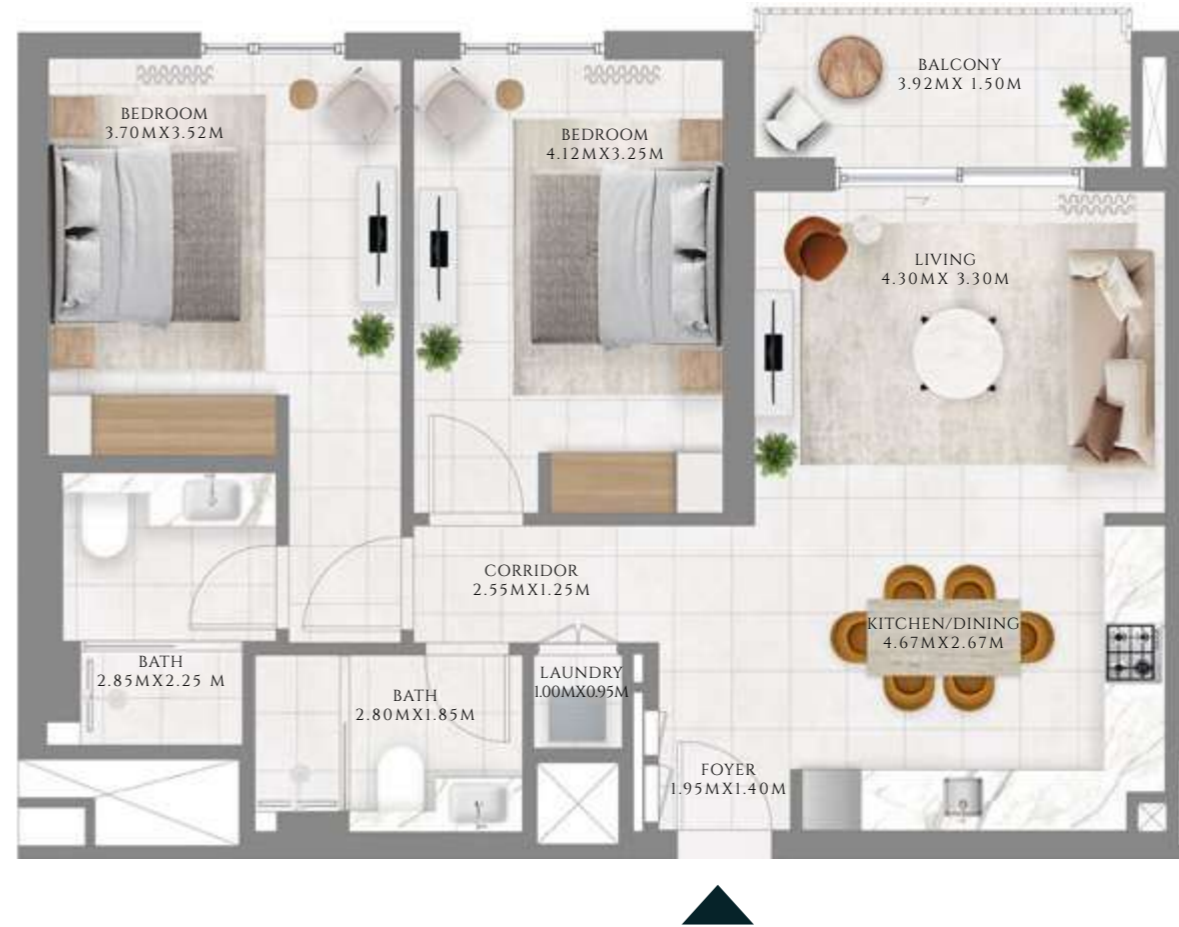 BALCONY
3.92MX 1.50M
BEDROOM
3.70MX3.52M
BEDROOM
4.12MX3.25M
LIVING
4.30MX 3.30M
CORRIDOR
2.55MX1.25M
KITCHEN/DINING
4.67MX2.67M
BATH
2.85MX2.25 M
BATH
2.80MX1.85M
LAUNDRY
1.00MX0.95M
FOYER
1.95MX1.40M